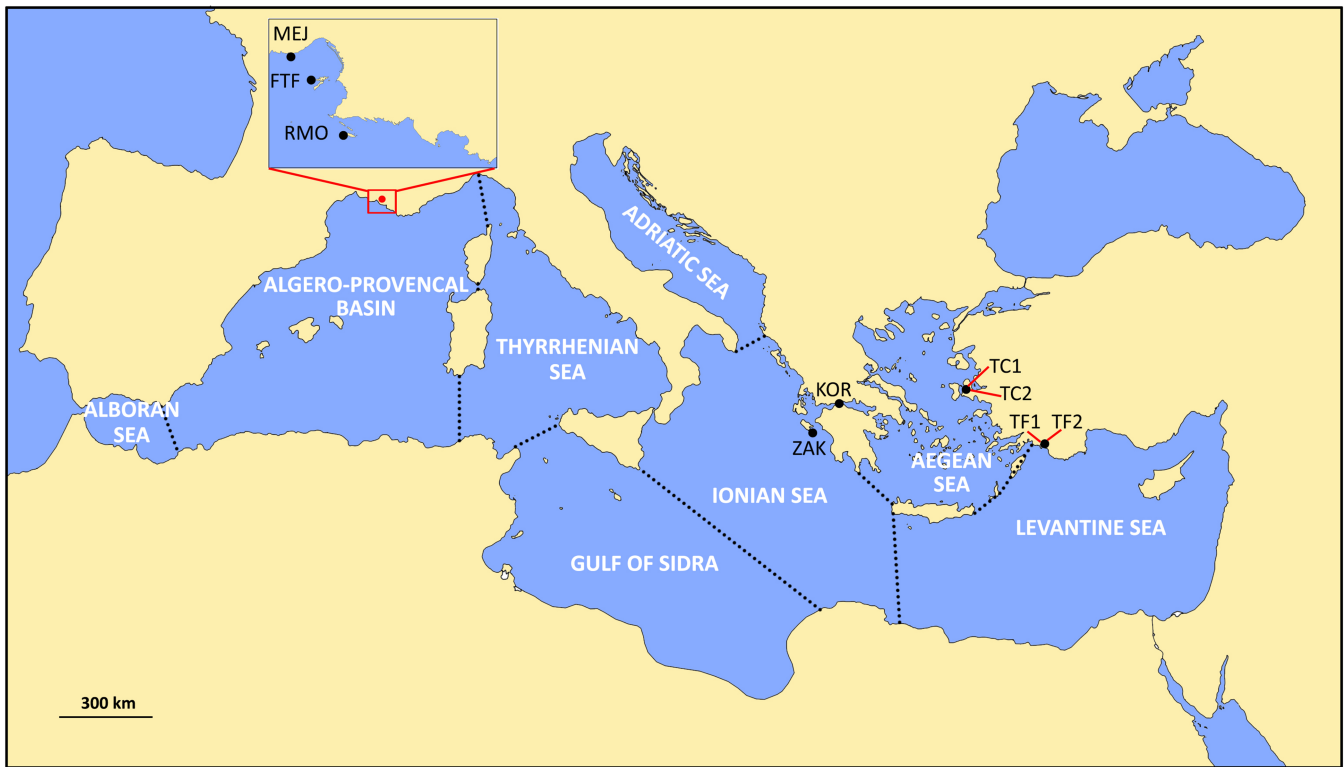 MEJ
FTF
RMO
ADRIATIC SEA
ALGERO-PROVENCAL
BASIN
THYRRHENIAN
SEA
TC1
TC2
KOR
ALBORAN
SEA
TF1
TF2
ZAK
AEGEAN
SEA
IONIAN SEA
LEVANTINE SEA
GULF OF SIDRA
300 km